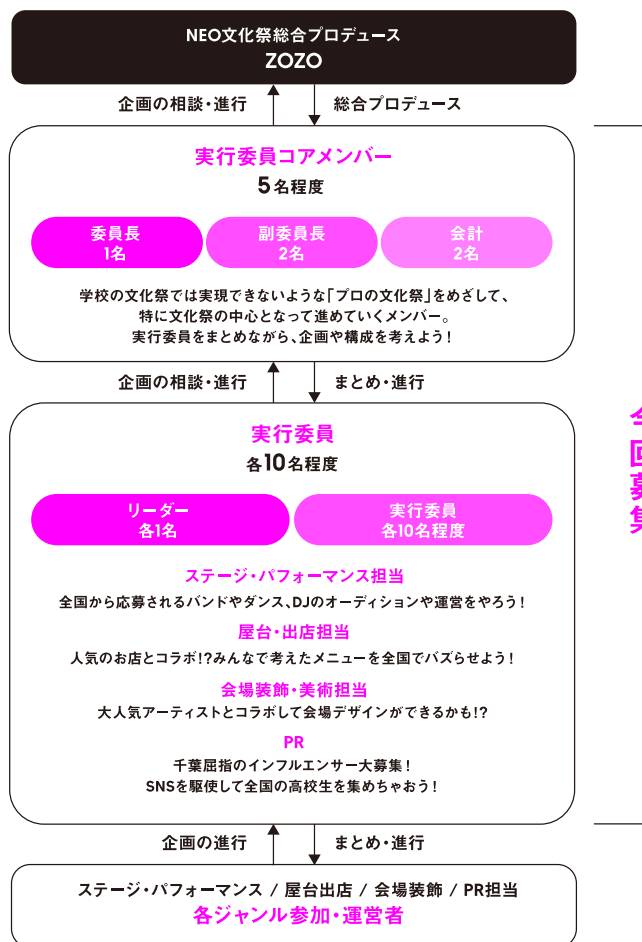 NEO文化祭総合プロデュース
ZOZO
企画の相談・進行
総合プロデュース
実行委員コアメンバー
5名程度
委員長
1名
副委員長
2名
会計
2名
学校の文化祭では実現できないような「プロの文化祭」をめざして、
特に文化祭の中心となって進めていくメンバー。
実行委員をまとめながら、企画や構成を考えよう！
企画の相談・進行
まとめ・進行
実行委員
各10名程度
リーダー
各1名
実行委員
各10名程度
ステージ・パフォーマンス担当
全国から応募されるバンドやダンス、DJのオーディションや運営をやろう！
屋台・出店担当
人気のお店とコラボ!?みんなで考えたメニューを全国でバズらせよう！
会場装飾・美術担当
大人気アーティストとコラボして会場デザインができるかも!?
PR
千葉屈指のインフルエンサー大募集！
SNSを駆使して全国の高校生を集めちゃおう！
企画の進行
まとめ・進行
ステージ・パフォーマンス / 屋台出店 / 会場装飾 / PR担当
各ジャンル参加・運営者
今回募集